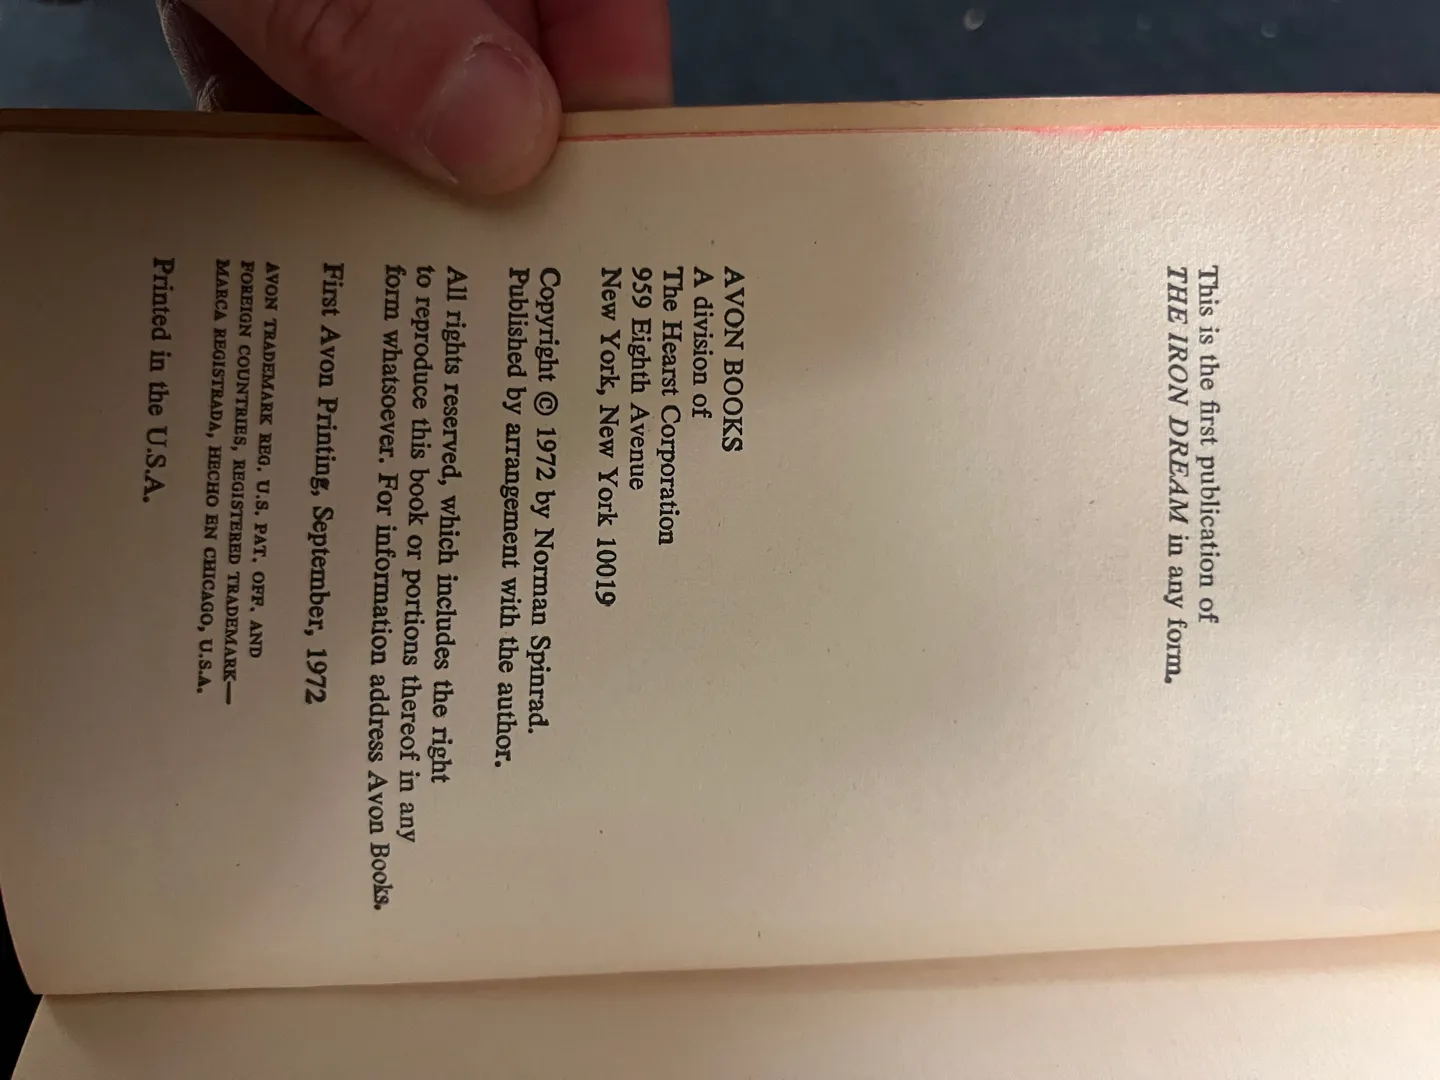 This is the first publication of
THE IRON DREAM in any form.
AVON BOOKS
A division of
The Hearst Corporation
959 Eighth Avenue
New York, New York 10019
Copyright © 1972 by Norman Spinrad.
Published by arrangement with the author.
All rights reserved, which includes the right
to reproduce this book or portions thereof in any
form whatsoever. For information address Avon Books.
First Avon Printing, September, 1972
AVON TRADEMARK REG. U.S. PAT. OFF. AND
FOREIGN COUNTRIES, REGISTERED TRADEMARK—
MARCA REGISTRADA, HECHO EN CHICAGO, U.S.A.
Printed in the U.S.A.